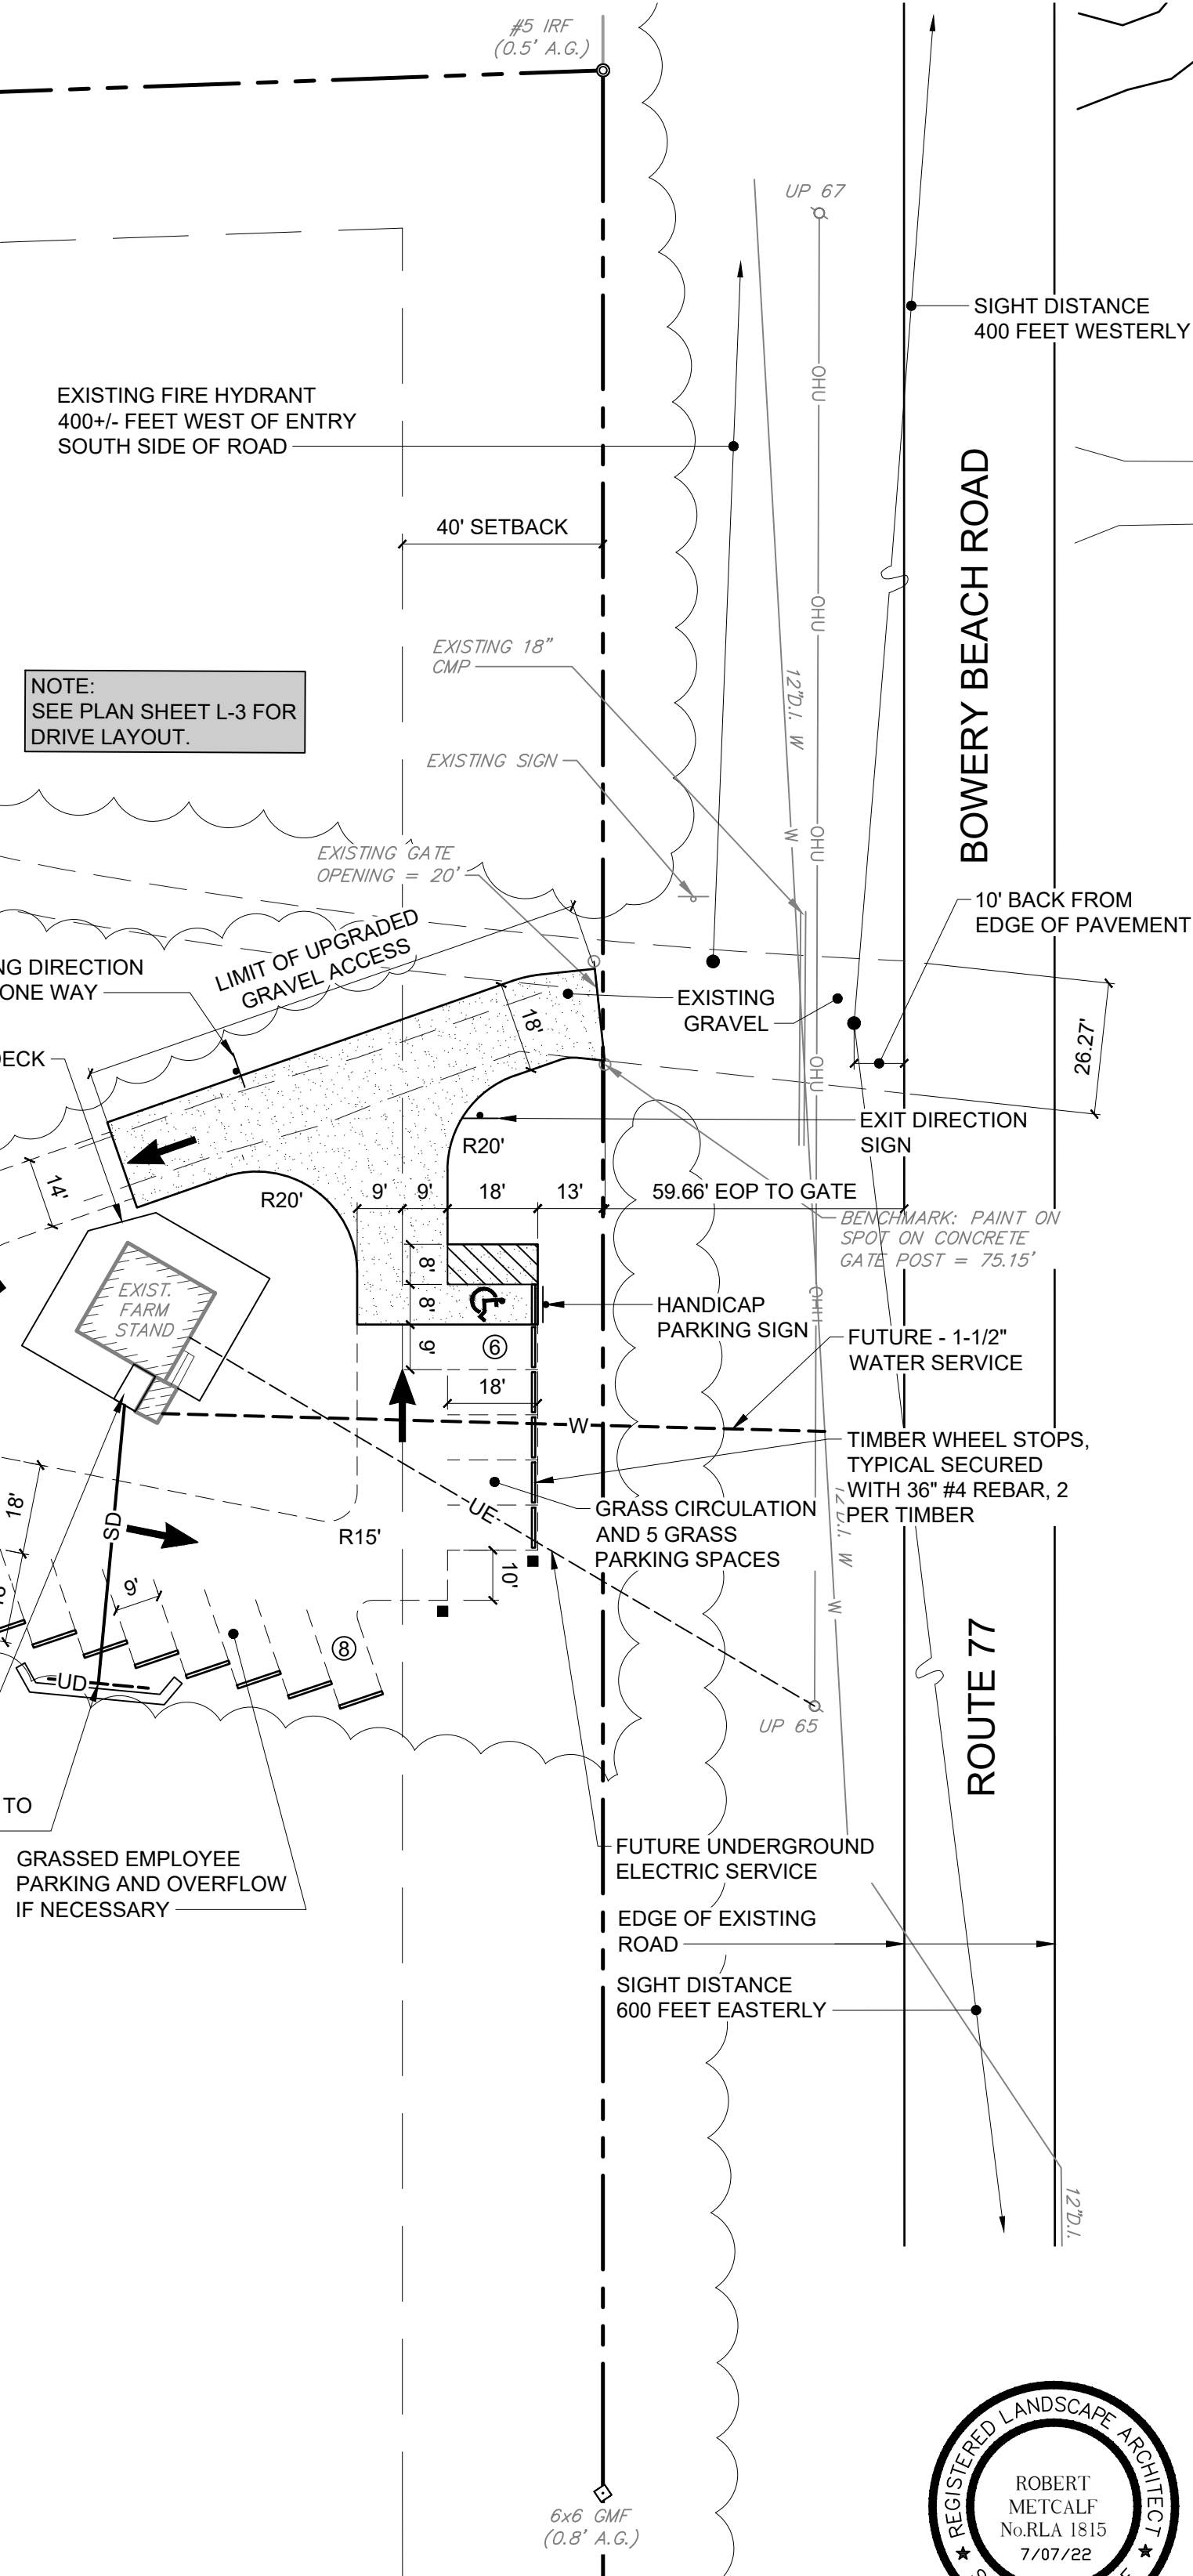 #5 IRF
(0.5' A.G.)
UP 67
SIGHT DISTANCE
400 FEET WESTERLY
OHU
EXISTING FIRE HYDRANT
400+/- FEET WEST OF ENTRY
SOUTH SIDE OF ROAD
40' SETBACK
BOWERY BEACH ROAD
OHU
EXISTING 18"
CMP
12"D.I. W
NOTE:
SEE PLAN SHEET L-3 FOR
DRIVE LAYOUT.
EXISTING SIGN
W
OHU
EXISTING GATE
OPENING = 20'
10' BACK FROM
EDGE OF PAVEMENT
LIMIT OF UPGRADED
GRAVEL ACCESS
NG DIRECTION
ONE WAY
EXISTING
GRAVEL
18'
26.27'
DECK
OHU
EXIT DIRECTION
SIGN
R20'
14'
R20'
9'
9'
18'
13'
59.66' EOP TO GATE
BENCHMARK: PAINT ON
SPOT ON CONCRETE
GATE POST = 75.15'
8'
EXIST.
FARM
STAND
8'
OHU
HANDICAP
PARKING SIGN
9'
6
FUTURE - 1-1/2"
WATER SERVICE
18'
W
TIMBER WHEEL STOPS,
TYPICAL SECURED
WITH 36" #4 REBAR, 2
PER TIMBER
18'
SD
UE
GRASS CIRCULATION
AND 5 GRASS
PARKING SPACES
12"D.I. W
R15'
10'
9'
W
8
UD
UP 65
ROUTE 77
TO
GRASSED EMPLOYEE
PARKING AND OVERFLOW
IF NECESSARY
FUTURE UNDERGROUND
ELECTRIC SERVICE
EDGE OF EXISTING
ROAD
SIGHT DISTANCE
600 FEET EASTERLY
12"D.I.
REGISTERED LANDSCAPE ARCHITECT
ROBERT
METCALF
No.RLA 1815
7/07/22
6x6 GMF
(0.8' A.G.)